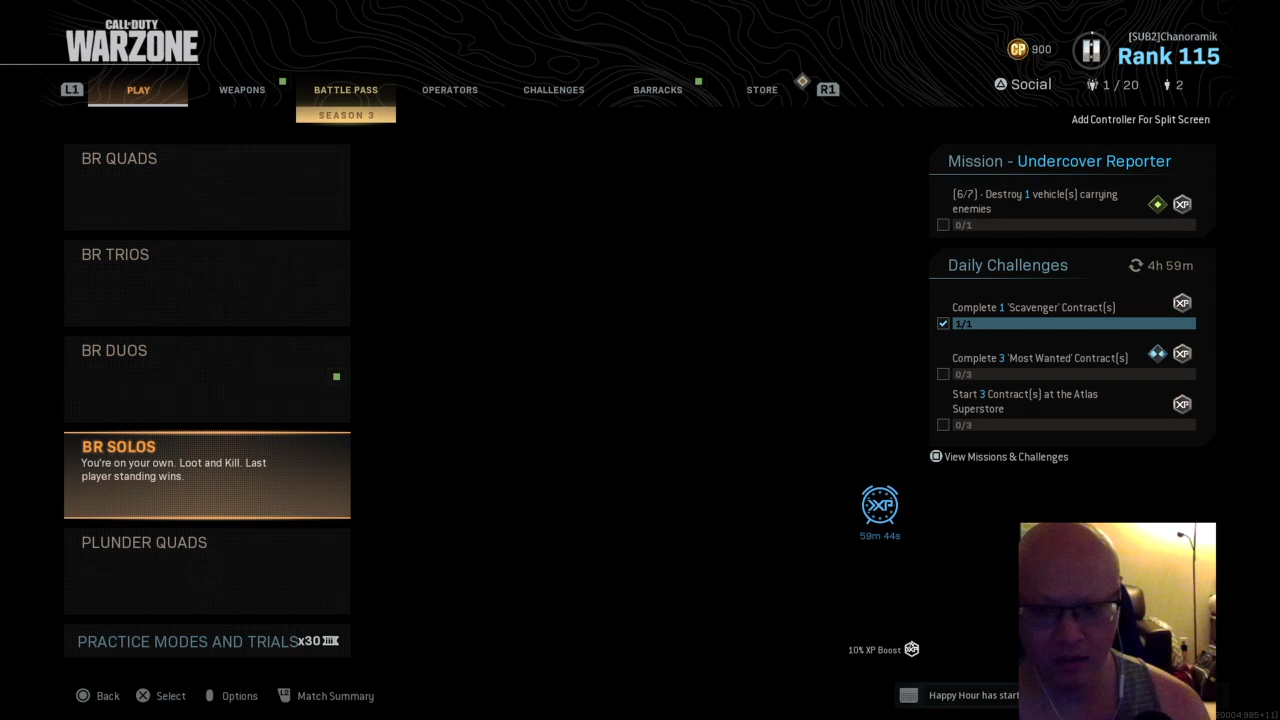 CALL OF DUTY
WARZONE
CP 900
[SUB2]Chanoramik
Rank 115
L1
PLAY
WEAPONS
BATTLE PASS
OPERATORS
CHALLENGES
BARRACKS
STORE
R1
SEASON 3
Social
1 / 20
2
Add Controller For Split Screen
BR QUADS
BR TRIOS
BR DUOS
BR SOLOS
You're on your own. Loot and Kill. Last
player standing wins.
PLUNDER QUADS
PRACTICE MODES AND TRIALS x30
Mission - Undercover Reporter
(6/7) - Destroy 1 vehicle(s) carrying
enemies
XP
0/1
Daily Challenges
4h 59m
Complete 1 'Scavenger' Contract(s)
XP
1/1
Complete 3 'Most Wanted' Contract(s)
XP
0/3
Start 3 Contract(s) at the Atlas
Superstore
XP
0/3
View Missions & Challenges
XP
59m 44s
10% XP Boost XP
Back
Select
Options
L2 Match Summary
Happy Hour has start